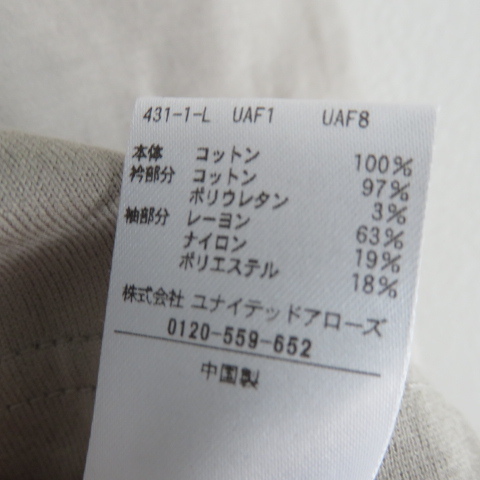 431-1-L UAF1 UAF8
本体 コットン 100%
衿部分 コットン 97%
ポリウレタン 3%
袖部分 レーヨン 63%
ナイロン 19%
ポリエステル 18%
株式会社 ユナイテッドアローズ
0120-559-652
中国製